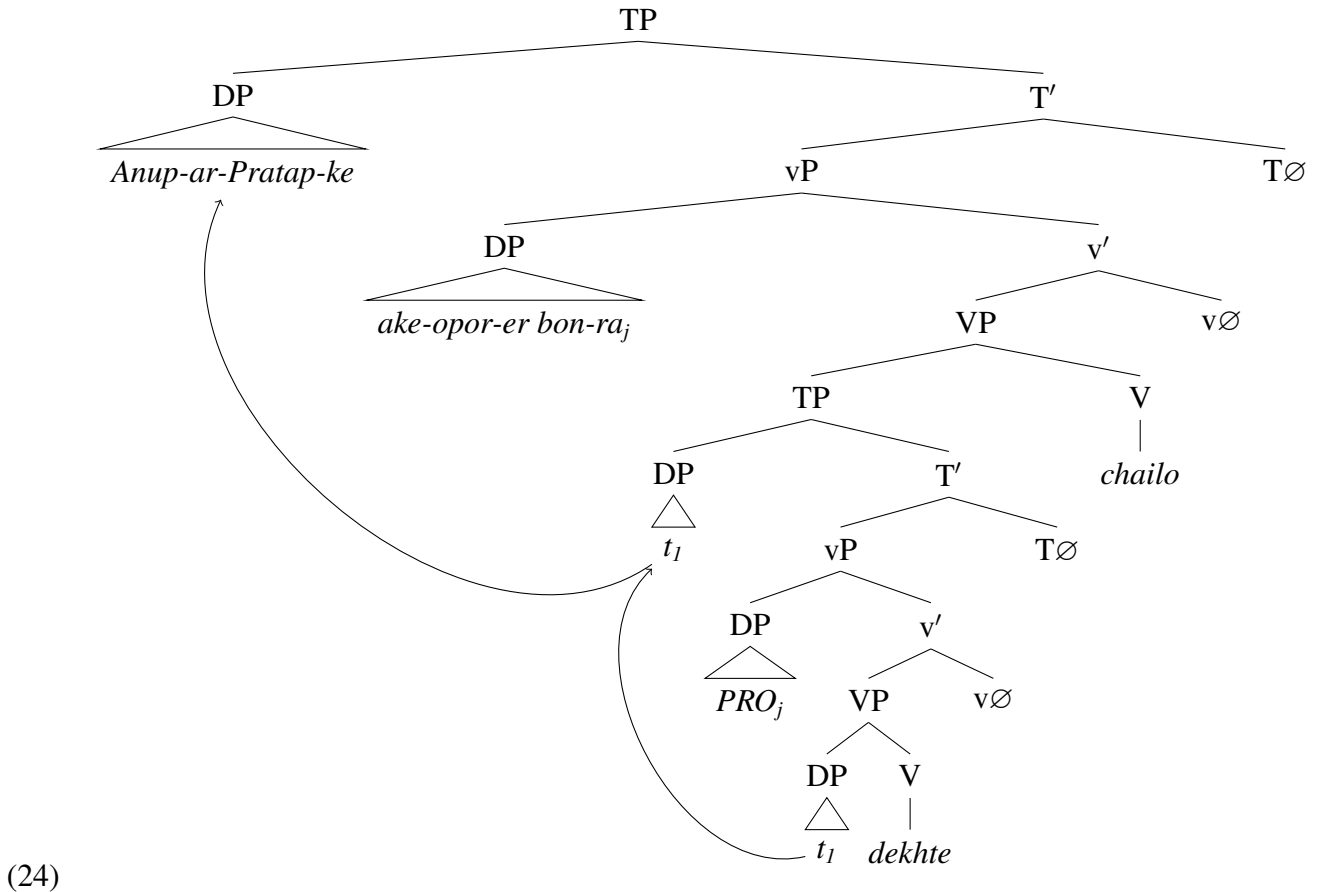 TP
DP T′
Anup-ar-Pratap-ke vP T∅
DP v′
ake-opor-er bon-raj VP v∅
TP V
DP T′ chailo
t1 vP T∅
DP v′
PROj VP v∅
DP V
t1 dekhte
(24)